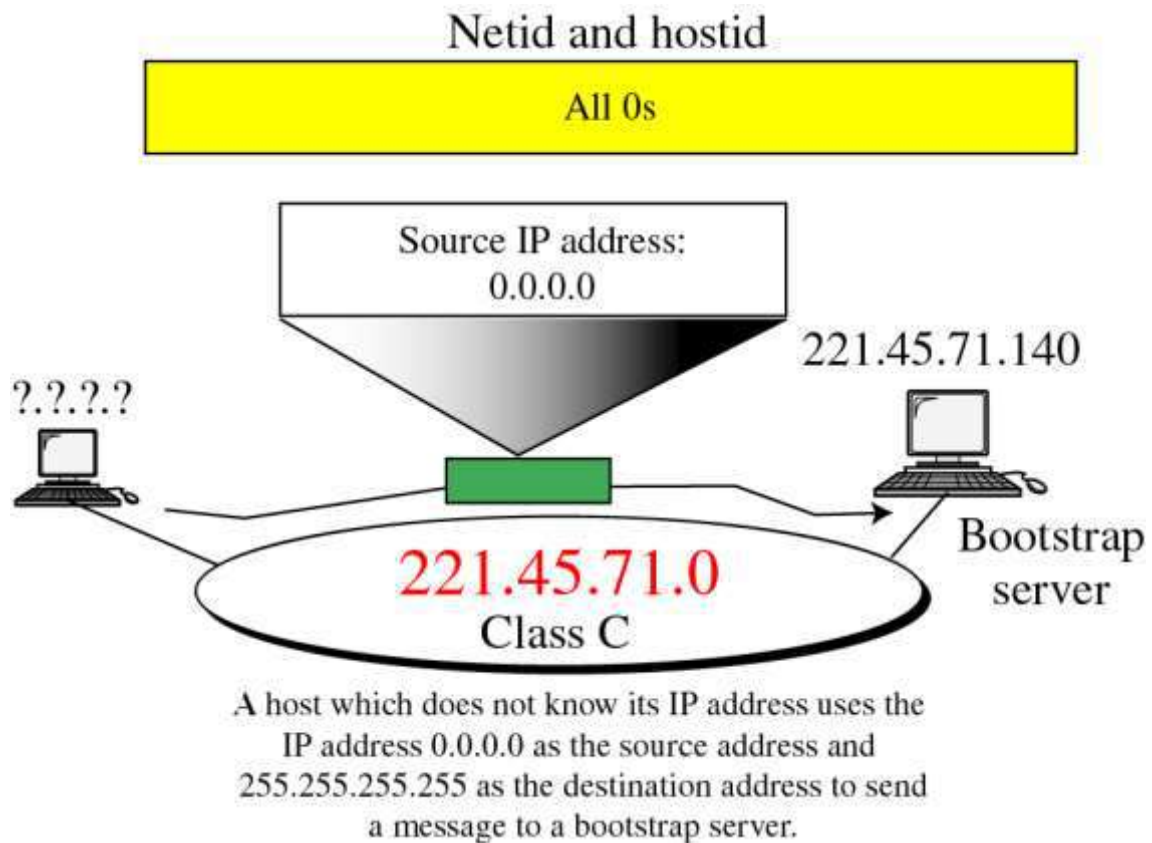 Netid and hostid
All 0s
Source IP address:
0.0.0.0
221.45.71.140
?.?.?.?
Bootstrap
server
221.45.71.0
Class C
A host which does not know its IP address uses the
IP address 0.0.0.0 as the source address and
255.255.255.255 as the destination address to send
a message to a bootstrap server.